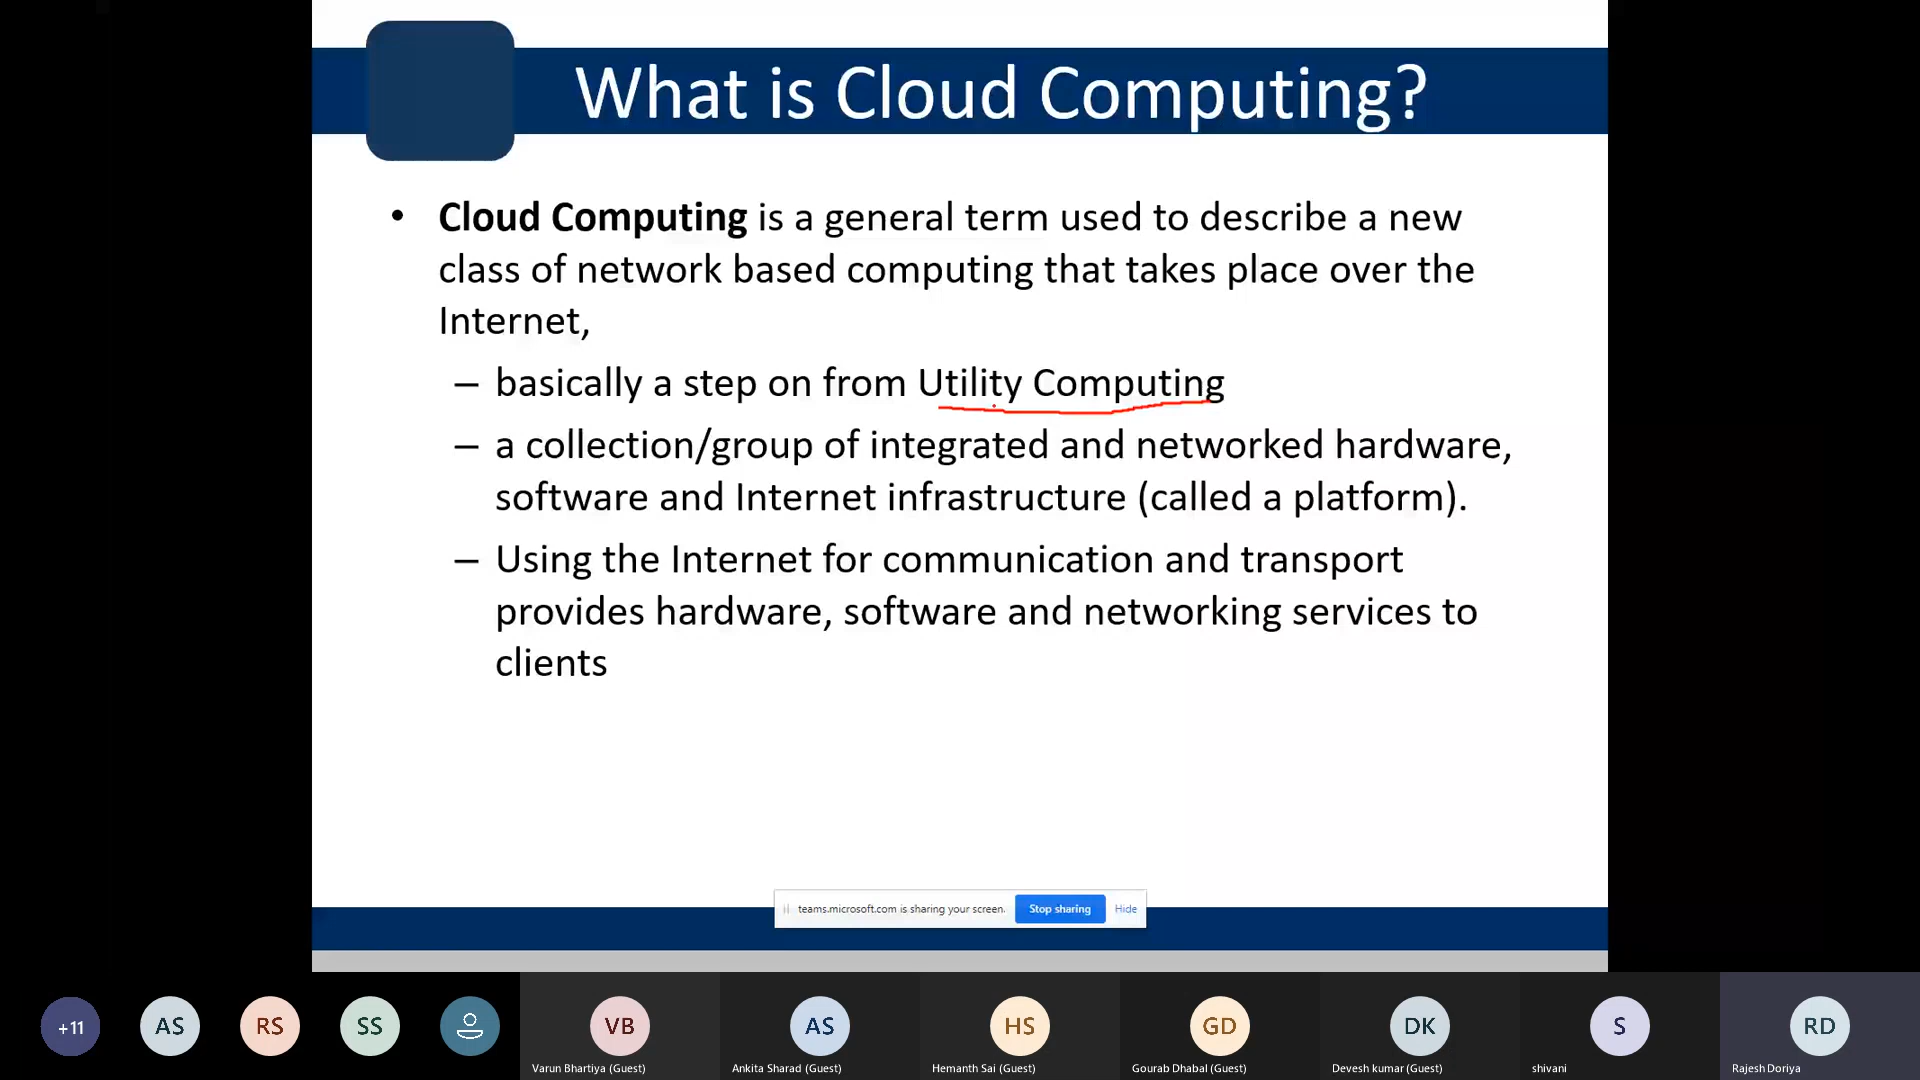 What is Cloud Computing?
• Cloud Computing is a general term used to describe a new
class of network based computing that takes place over the
Internet,
– basically a step on from Utility Computing
– a collection/group of integrated and networked hardware,
software and Internet infrastructure (called a platform).
– Using the Internet for communication and transport
provides hardware, software and networking services to
clients
teams.microsoft.com is sharing your screen. Stop sharing Hide
+11 AS RS SS VB AS HS GD DK S RD
Varun Bhartiya (Guest) Ankita Sharad (Guest) Hemanth Sai (Guest) Gourab Dhabal (Guest) Devesh kumar (Guest) shivani Rajesh Doriya